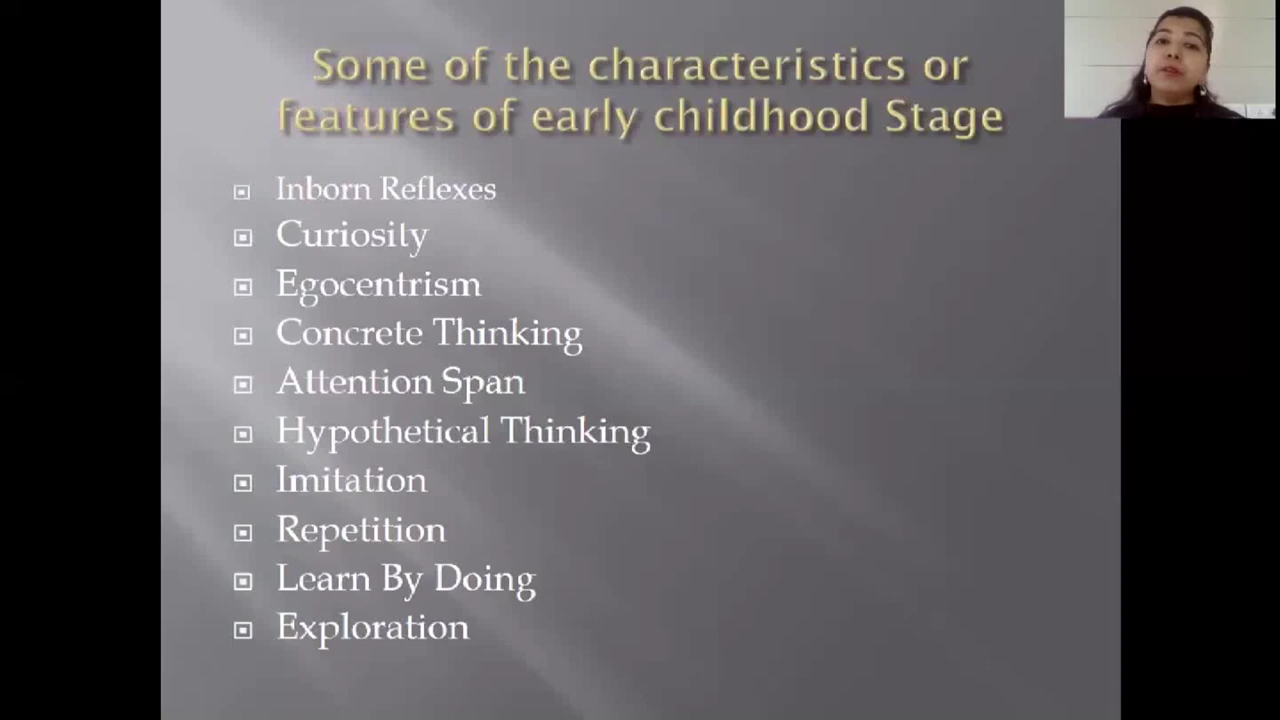 Some of the characteristics or
features of early childhood Stage
Inborn Reflexes
Curiosity
Egocentrism
Concrete Thinking
Attention Span
Hypothetical Thinking
Imitation
Repetition
Learn By Doing
Exploration